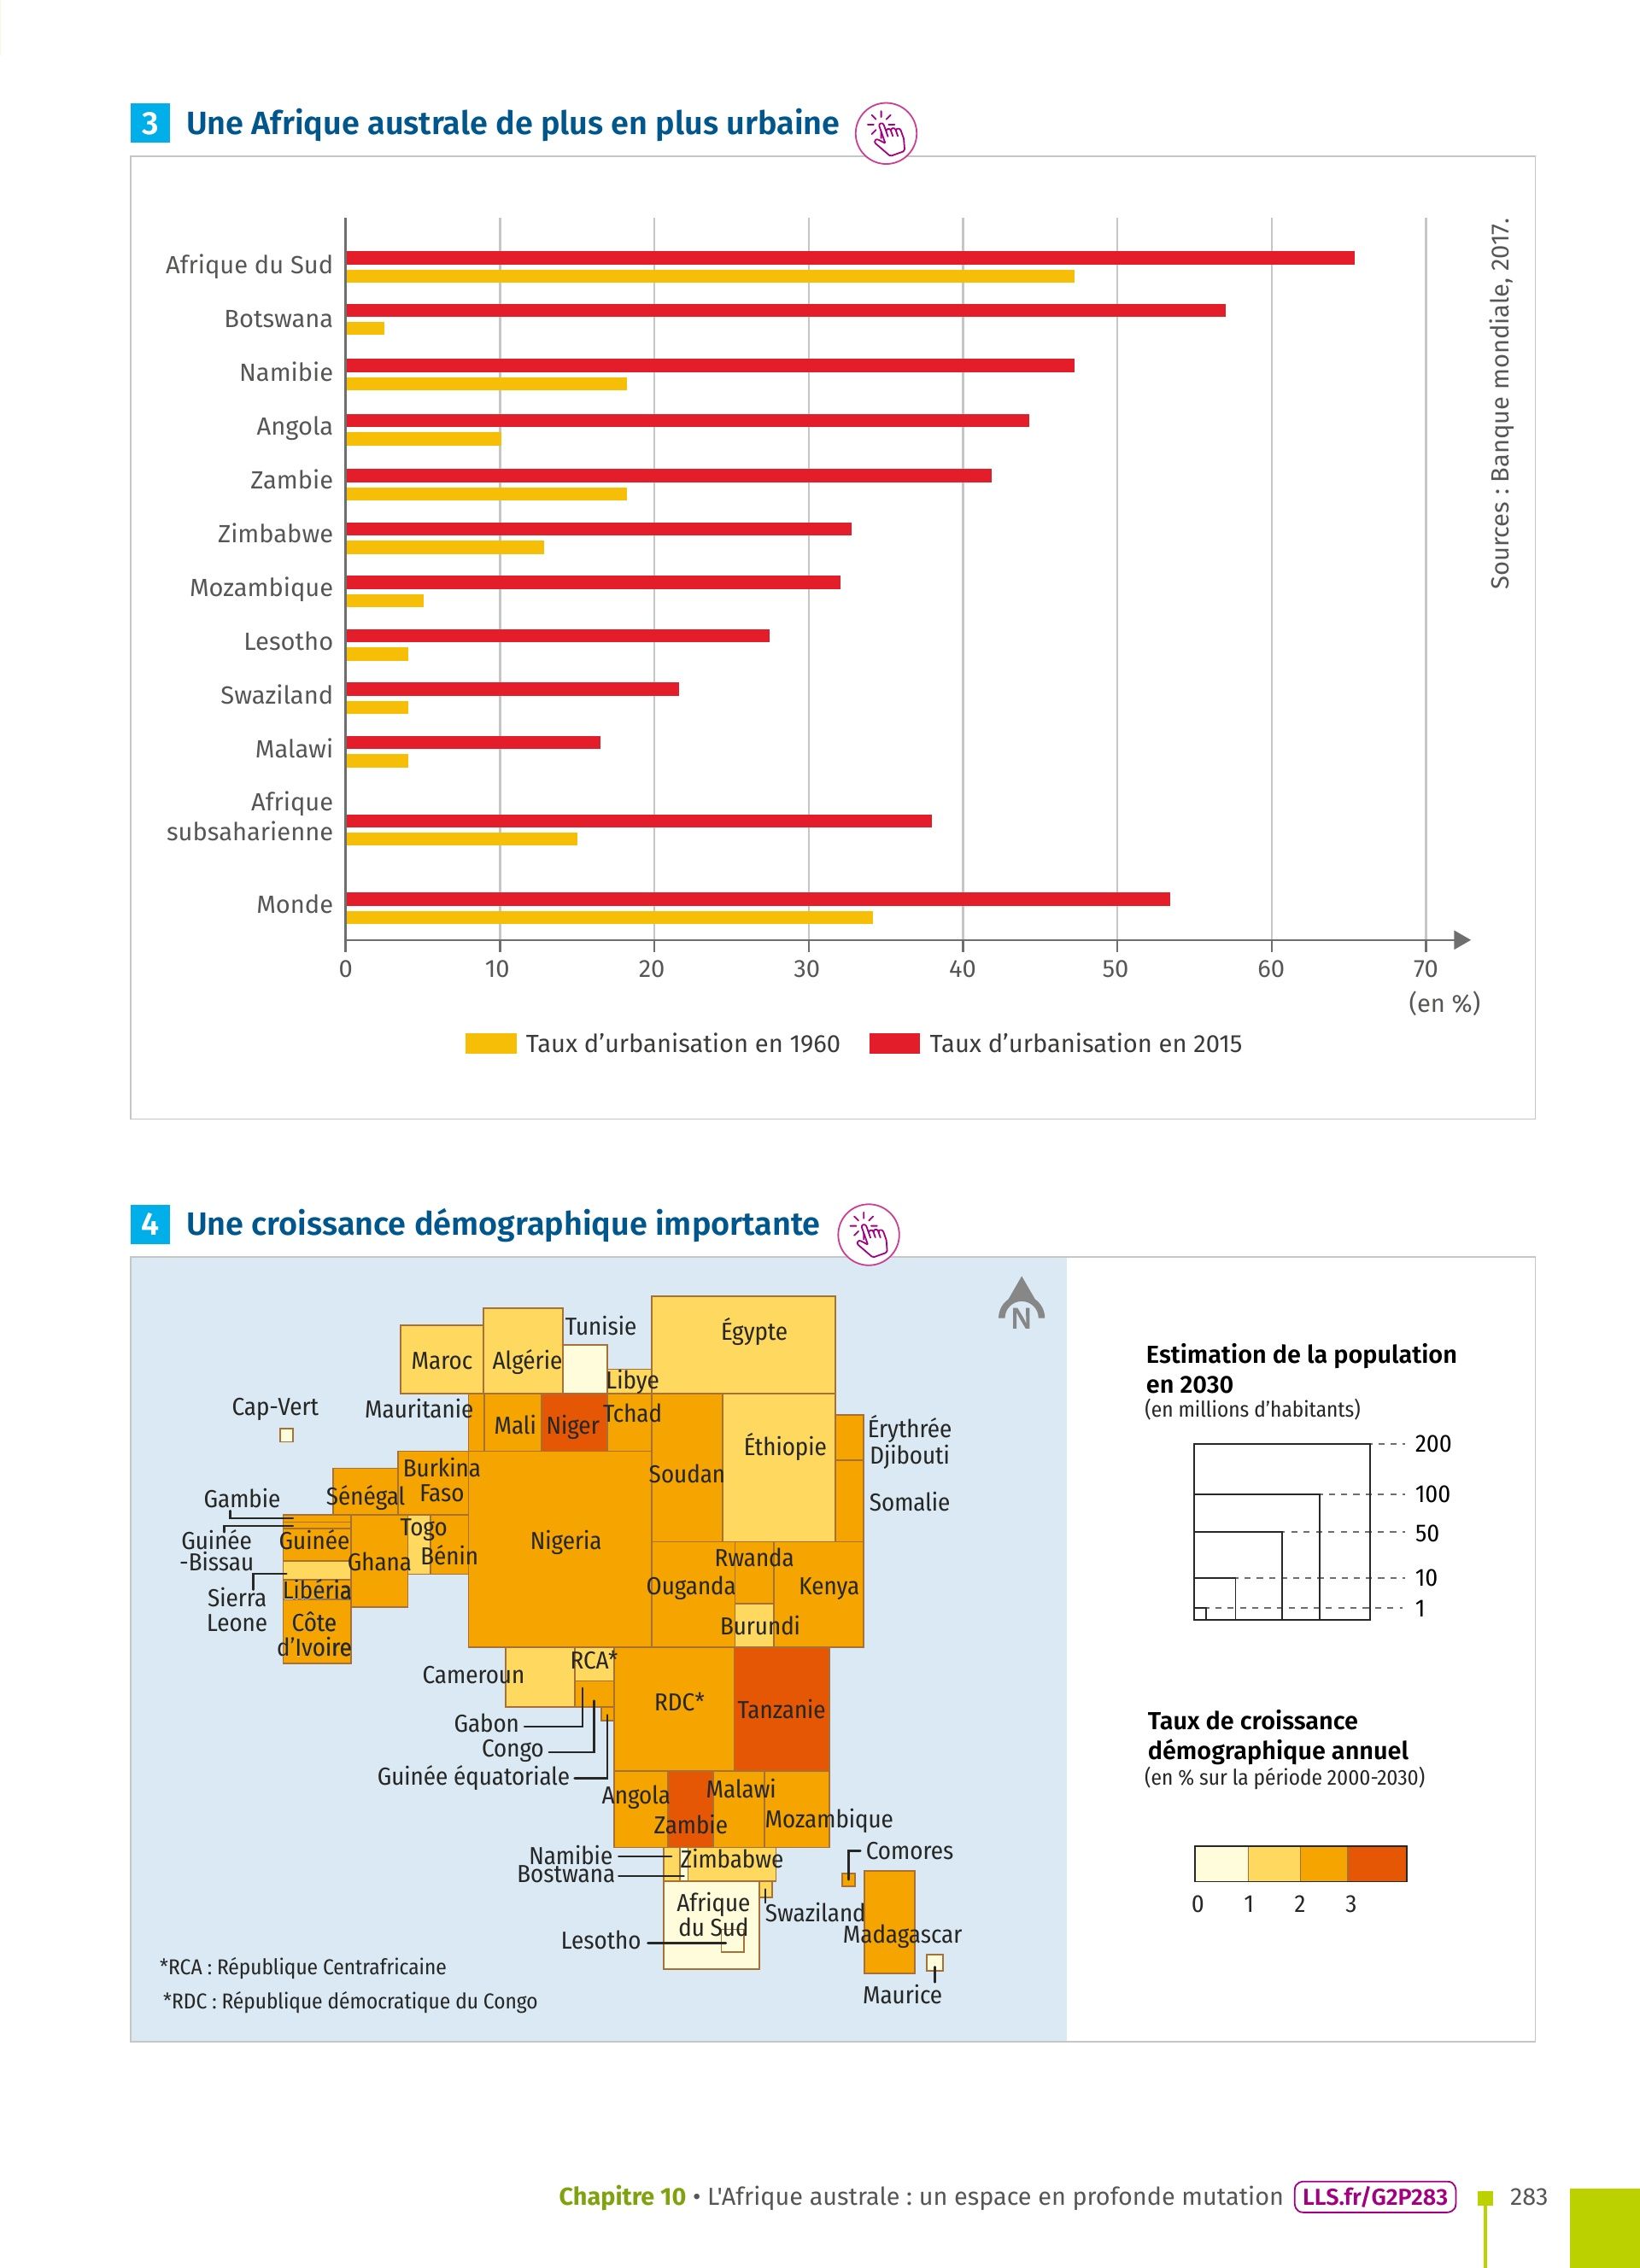 3 Une Afrique australe de plus en plus urbaine
Afrique du Sud
Botswana
Namibie
Angola
Zambie
Zimbabwe
Mozambique
Lesotho
Swaziland
Malawi
Afrique
subsaharienne
Monde
0 10 20 30 40 50 60 70
(en %)
Taux d’urbanisation en 1960 Taux d’urbanisation en 2015
Sources : Banque mondiale, 2017.
4 Une croissance démographique importante
N
Tunisie
Égypte
Maroc
Algérie
Libye
Cap-Vert
Mauritanie
Mali
Niger
Tchad
Érythrée
Djibouti
Éthiopie
Soudan
Somalie
Burkina
Faso
Sénégal
Gambie
Guinée
-Bissau
Guinée
Togo
Bénin
Ghana
Nigeria
Sierra
Leone
Libéria
Côte
d’Ivoire
Rwanda
Ouganda
Kenya
Burundi
Cameroun
RCA*
RDC*
Tanzanie
Gabon
Congo
Guinée équatoriale
Angola
Malawi
Zambie
Mozambique
Namibie
Bostwana
Zimbabwe
Comores
Afrique
du Sud
Swaziland
Lesotho
Madagascar
Maurice
*RCA : République Centrafricaine
*RDC : République démocratique du Congo
Estimation de la population
en 2030
(en millions d’habitants)
200
100
50
10
1
Taux de croissance
démographique annuel
(en % sur la période 2000-2030)
0 1 2 3
Chapitre 10 • L'Afrique australe : un espace en profonde mutation LLS.fr/G2P283 283